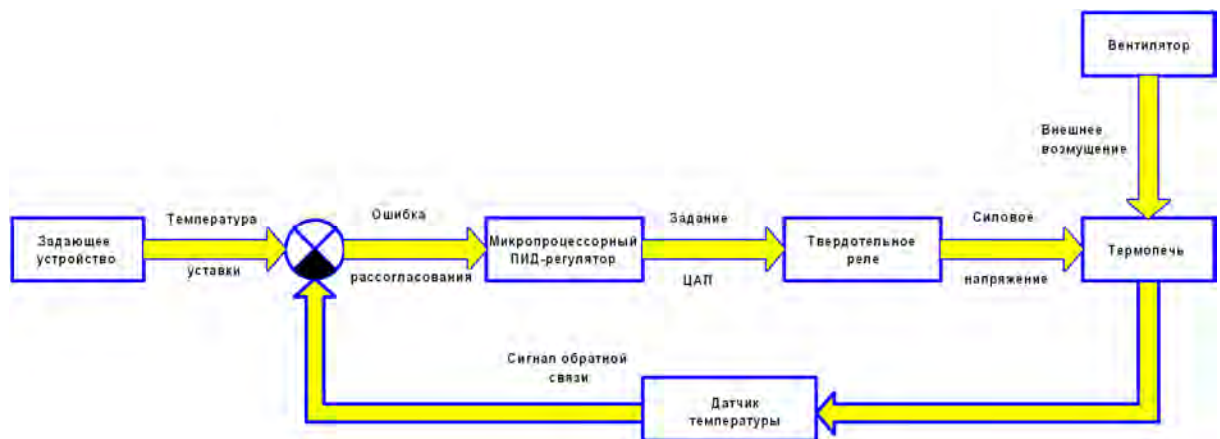 Вентилятор
Внешнее
возмущение
Температура
Ошибка
Задание
Силовое
Задающее
устройство
Микропроцессорный
ПИД-регулятор
Твердотельное
реле
Термопечь
уставки
рассогласования
ЦАП
напряжение
Сигнал обратной
связи
Датчик
температуры